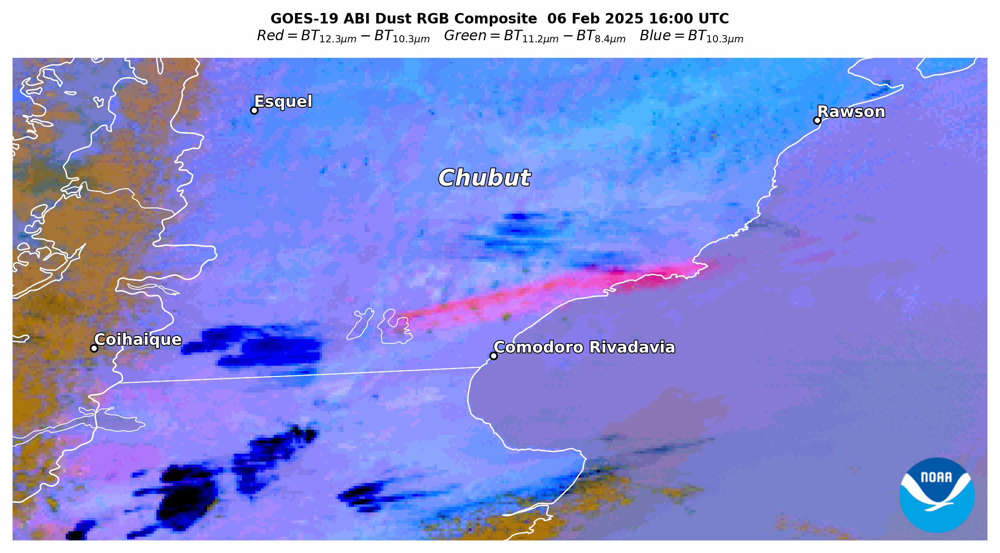 GOES-19 ABI Dust RGB Composite 06 Feb 2025 16:00 UTC
Red = BT12.3μm − BT10.3μm Green = BT11.2μm − BT8.4μm Blue = BT10.3μm
Esquel
Rawson
Chubut
Coihaique
Comodoro Rivadavia
NOAA